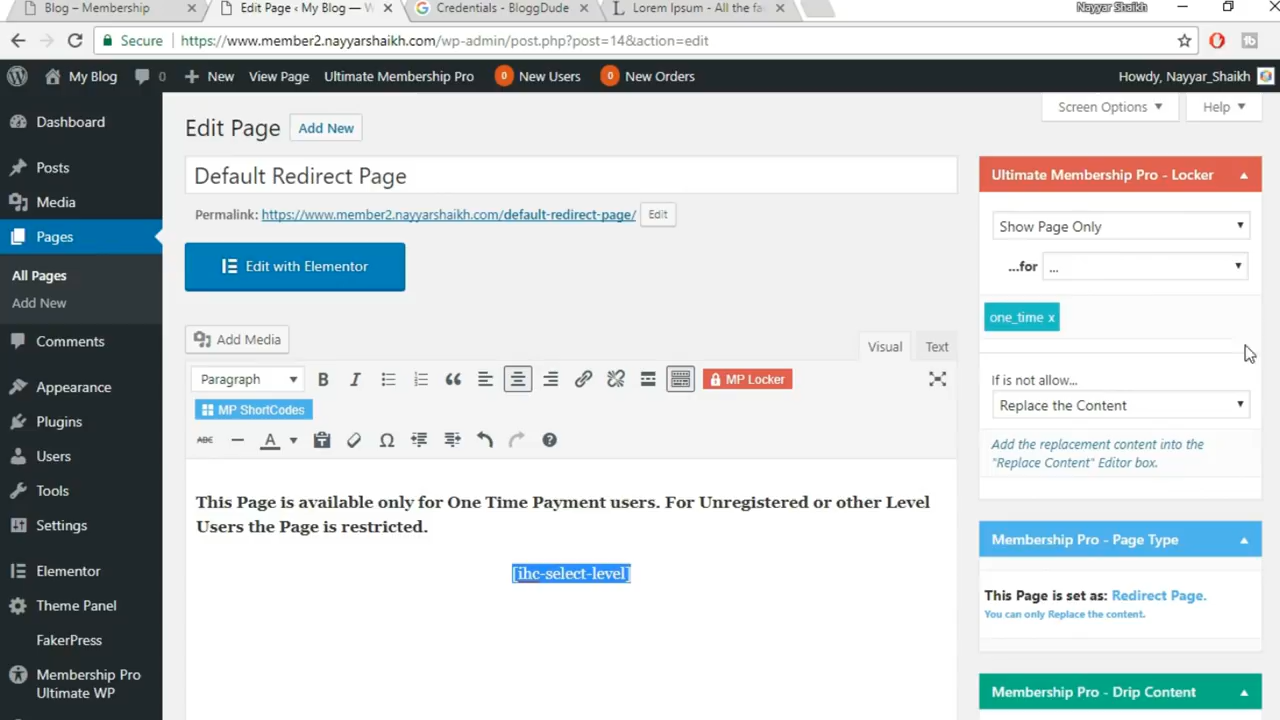 Blog – Membership
Edit Page ‹ My Blog — W
Credentials - BloggDude
Lorem Ipsum - All the fa
Nayyar Shaikh
Secure
https://www.member2.nayyarshaikh.com/wp-admin/post.php?post=14&action=edit
My Blog
0
New
View Page
Ultimate Membership Pro
0 New Users
0 New Orders
Howdy, Nayyar_Shaikh
Screen Options
Help
Dashboard
Posts
Media
Pages
All Pages
Add New
Comments
Appearance
Plugins
Users
Tools
Settings
Elementor
Theme Panel
FakerPress
Membership Pro
Ultimate WP
Edit Page
Add New
Default Redirect Page
Permalink: https://www.member2.nayyarshaikh.com/default-redirect-page/
Edit
Edit with Elementor
Add Media
Visual
Text
Paragraph
B
I
MP Locker
MP ShortCodes
ABC
A
This Page is available only for One Time Payment users. For Unregistered or other Level
Users the Page is restricted.
[ihc-select-level]
Ultimate Membership Pro - Locker
Show Page Only
...for
...
one_time x
If is not allow...
Replace the Content
Add the replacement content into the
"Replace Content" Editor box.
Membership Pro - Page Type
This Page is set as: Redirect Page.
You can only Replace the content.
Membership Pro - Drip Content